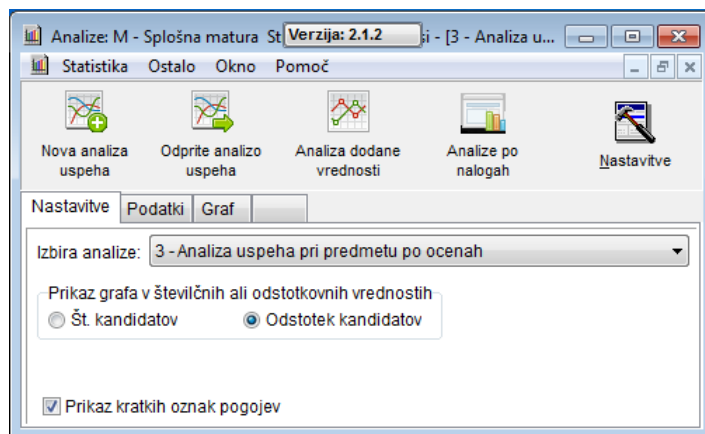 Analize: M - Splošna matura St Verzija: 2.1.2 si - [3 - Analiza u...
Statistika Ostalo Okno Pomoč
Nova analiza uspeha
Odprite analizo uspeha
Analiza dodane vrednosti
Analize po nalogah
Nastavitve
Nastavitve Podatki Graf
Izbira analize: 3 - Analiza uspeha pri predmetu po ocenah
Prikaz grafa v številčnih ali odstotkovnih vrednostih
Št. kandidatov Odstotek kandidatov
Prikaz kratkih oznak pogojev